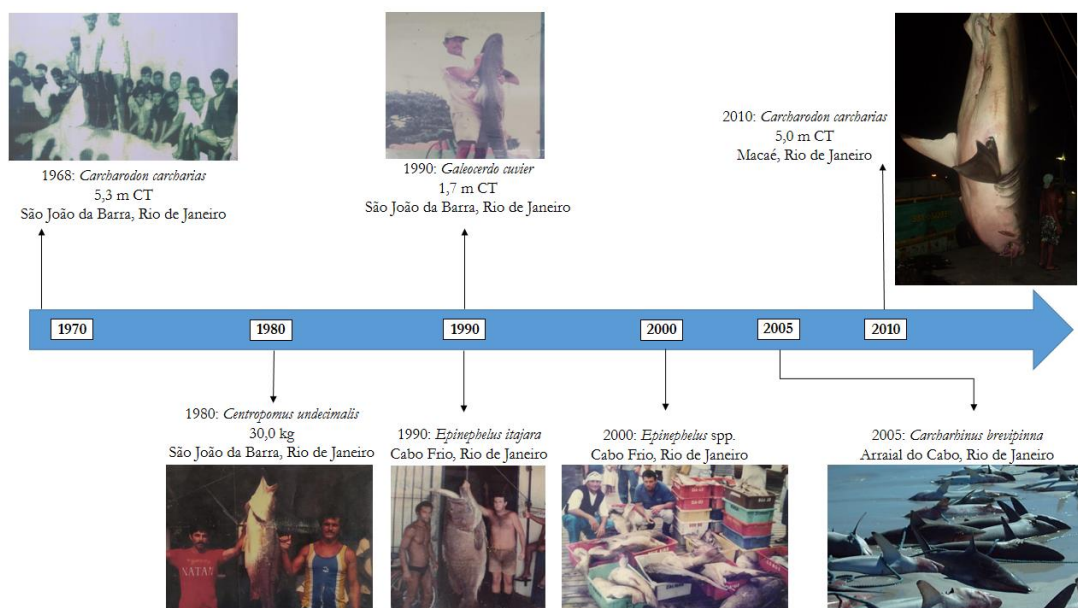 1968: Carcharodon carcharias
5,3 m CT
São João da Barra, Rio de Janeiro
1990: Galeocerdo cuvier
1,7 m CT
São João da Barra, Rio de Janeiro
2010: Carcharodon carcharias
5,0 m CT
Macaé, Rio de Janeiro
1970
1980
1990
2000
2005
2010
1980: Centropomus undecimalis
30,0 kg
São João da Barra, Rio de Janeiro
1990: Epinephelus itajara
Cabo Frio, Rio de Janeiro
2000: Epinephelus spp.
Cabo Frio, Rio de Janeiro
2005: Carcharhinus brevipinna
Arraial do Cabo, Rio de Janeiro
NATAN